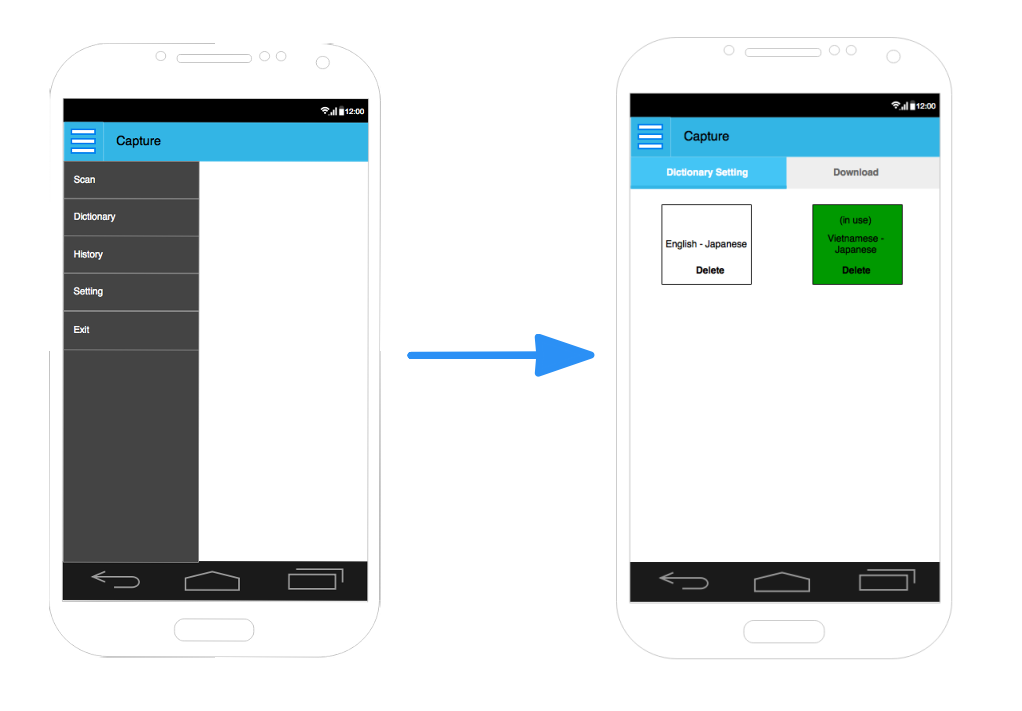 12:00
Capture
Scan
Dictionary
History
Setting
Exit
12:00
Capture
Dictionary Setting
Download
English - Japanese
Delete
(in use)
Vietnamese -
Japanese
Delete